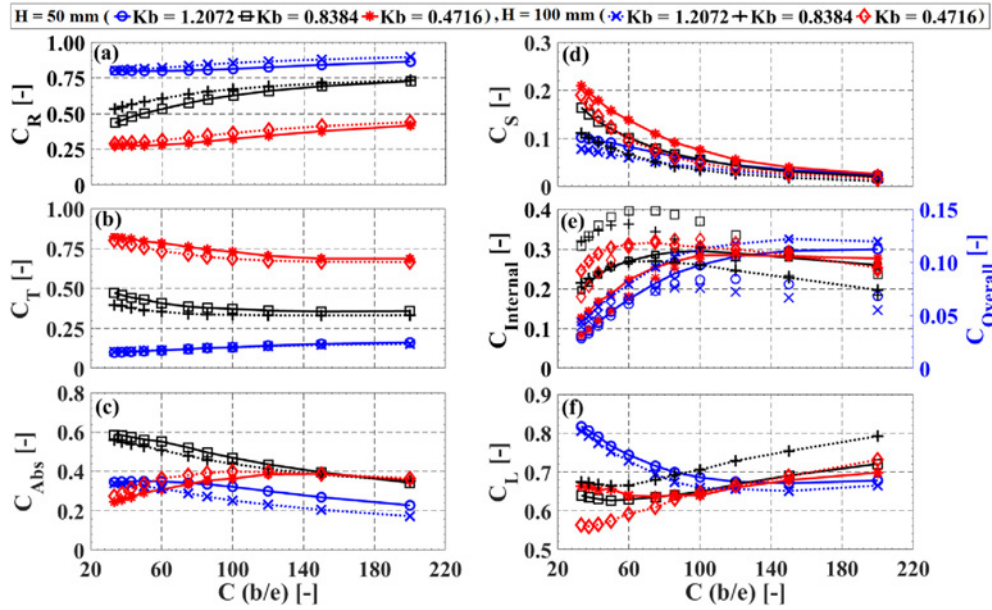 H = 50 mm ( Kb = 1.2072 Kb = 0.8384 Kb = 0.4716) , H = 100 mm ( Kb = 1.2072 Kb = 0.8384 Kb = 0.4716)
(a)
C_R [-]
1.00
0.75
0.50
0.25
0
(d)
C_S [-]
0.3
0.2
0.1
0
(b)
C_T [-]
1.00
0.75
0.50
0.25
0
(e)
C_Internal [-]
0.4
0.3
0.2
0.1
0
0.15
0.10
0.05
0
C_Overall [-]
(c)
C_Abs [-]
0.8
0.6
0.4
0.2
0
20 60 100 140 180 220
C (b/e) [-]
(f)
C_L [-]
0.9
0.8
0.7
0.6
0.5
20 60 100 140 180 220
C (b/e) [-]